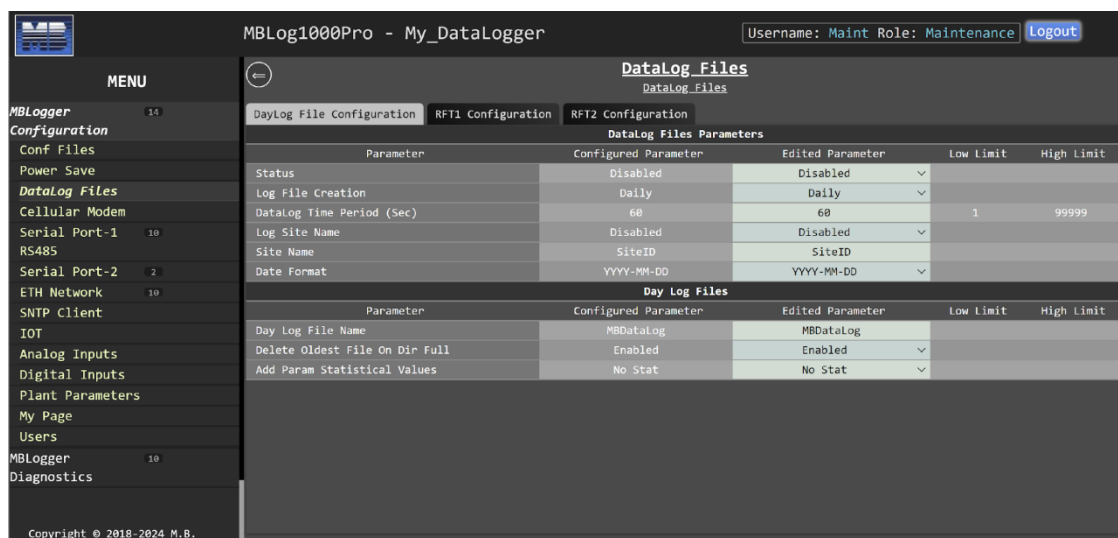 MB
MBLog1000Pro - My_DataLogger
Username: Maint Role: Maintenance
Logout
MENU
MBLogger 14
Configuration
Conf Files
Power Save
DataLog Files
Cellular Modem
Serial Port-1 10
RS485
Serial Port-2 2
ETH Network 10
SNTP Client
IOT
Analog Inputs
Digital Inputs
Plant Parameters
My Page
Users
MBLogger 10
Diagnostics
Copyright © 2018-2024 M.B.
DataLog Files
DataLog Files
DayLog File Configuration RFT1 Configuration RFT2 Configuration
DataLog Files Parameters
Parameter Configured Parameter Edited Parameter Low Limit High Limit
Status Disabled Disabled
Log File Creation Daily Daily
DataLog Time Period (Sec) 60 60 1 99999
Log Site Name Disabled Disabled
Site Name SiteID SiteID
Date Format YYYY-MM-DD YYYY-MM-DD
Day Log Files
Parameter Configured Parameter Edited Parameter Low Limit High Limit
Day Log File Name MBDataLog MBDataLog
Delete Oldest File On Dir Full Enabled Enabled
Add Param Statistical Values No Stat No Stat